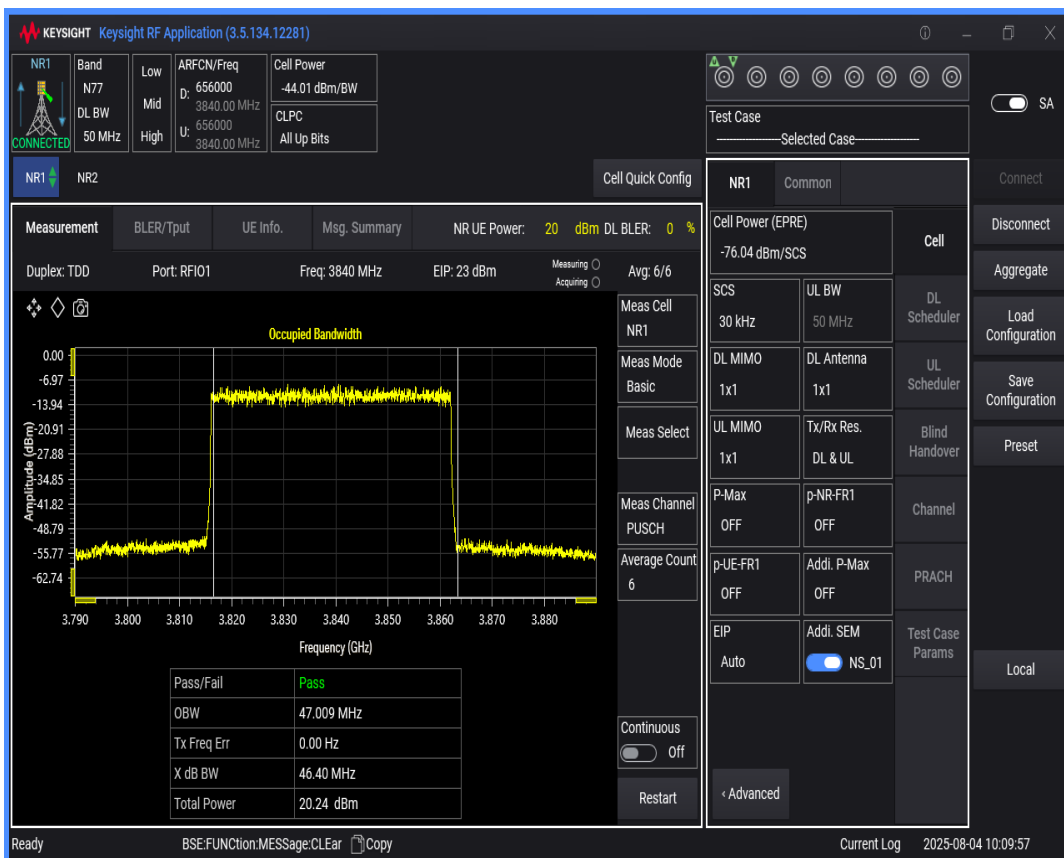 KEYSIGHT Keysight RF Application (3.5.134.12281)
NR1
CONNECTED
Band
N77
DL BW
50 MHz
Low
Mid
High
ARFCN/Freq
D: 656000
3840.00 MHz
U: 656000
3840.00 MHz
Cell Power
-44.01 dBm/BW
CLPC
All Up Bits
Test Case
Selected Case
SA
NR1
NR2
Cell Quick Config
Measurement
BLER/Tput
UE Info.
Msg. Summary
NR UE Power: 20 dBm DL BLER: 0 %
Duplex: TDD
Port: RFIO1
Freq: 3840 MHz
EIP: 23 dBm
Measuring
Acquiring
Avg: 6/6
Occupied Bandwidth
Amplitude (dBm)
0.00
-6.97
-13.94
-20.91
-27.88
-34.85
-41.82
-48.79
-55.77
-62.74
3.790 3.800 3.810 3.820 3.830 3.840 3.850 3.860 3.870 3.880
Frequency (GHz)
Pass/Fail Pass
OBW 47.009 MHz
Tx Freq Err 0.00 Hz
X dB BW 46.40 MHz
Total Power 20.24 dBm
Meas Cell
NR1
Meas Mode
Basic
Meas Select
Meas Channel
PUSCH
Average Count
6
Continuous
Off
Restart
NR1
Common
Cell Power (EPRE)
-76.04 dBm/SCS
SCS
30 kHz
UL BW
50 MHz
DL MIMO
1x1
DL Antenna
1x1
UL MIMO
1x1
Tx/Rx Res.
DL & UL
P-Max
OFF
p-NR-FR1
OFF
p-UE-FR1
OFF
Addi. P-Max
OFF
EIP
Auto
Addi. SEM
NS_01
‹ Advanced
Cell
DL
Scheduler
UL
Scheduler
Blind
Handover
Channel
PRACH
Test Case
Params
Connect
Disconnect
Aggregate
Load
Configuration
Save
Configuration
Preset
Local
Ready
BSE:FUNCtion:MESSage:CLEar
Copy
Current Log
2025-08-04 10:09:57